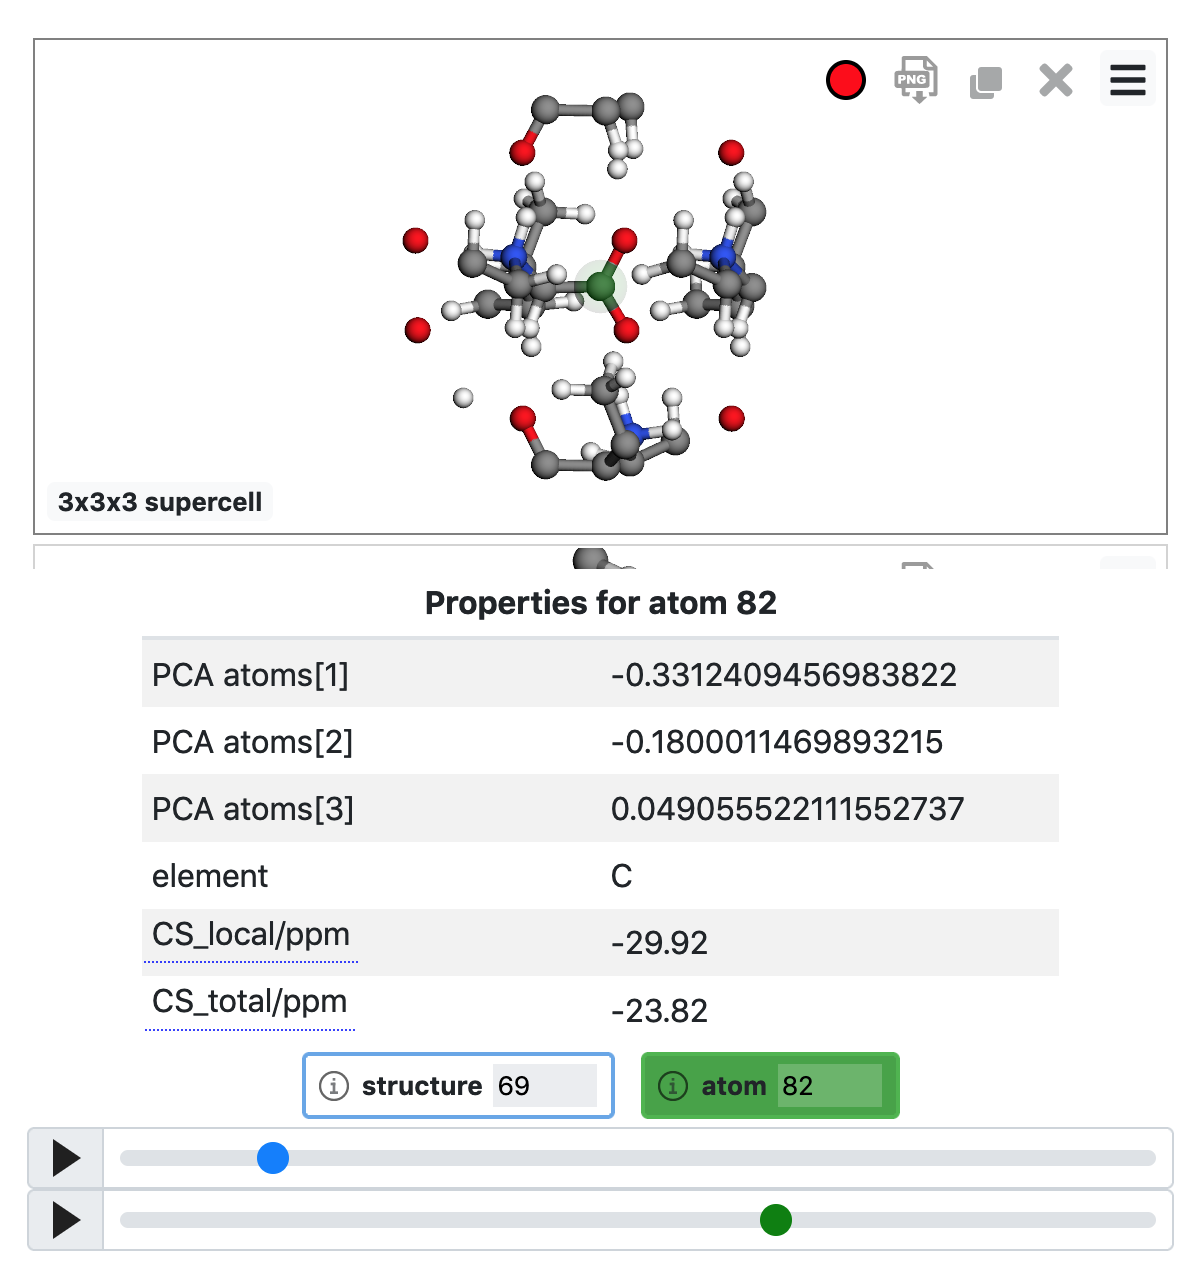 PNG
3x3x3 supercell
Properties for atom 82
PCA atoms[1] -0.3312409456983822
PCA atoms[2] -0.1800011469893215
PCA atoms[3] 0.049055522111552737
element C
CS_local/ppm -29.92
CS_total/ppm -23.82
structure 69 atom 82